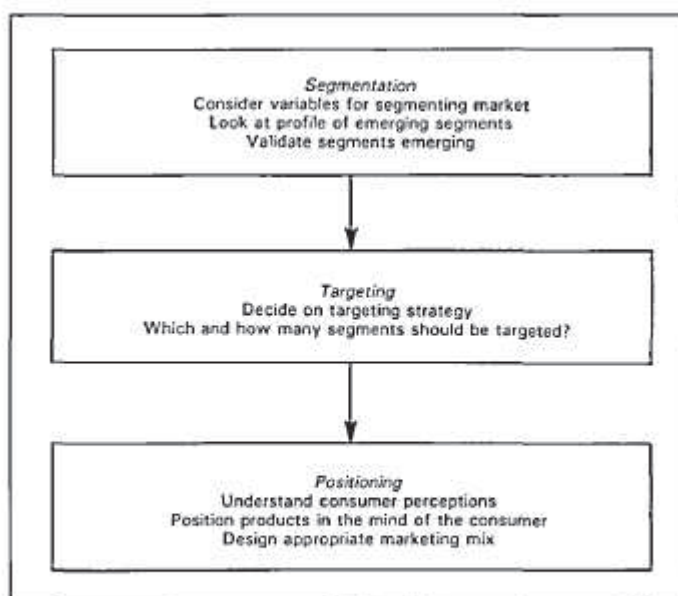 Segmentation
Consider variables for segmenting market
Look at profile of emerging segments
Validate segments emerging
Targeting
Decide on targeting strategy
Which and how many segments should be targeted?
Positioning
Understand consumer perceptions
Position products in the mind of the consumer
Design appropriate marketing mix